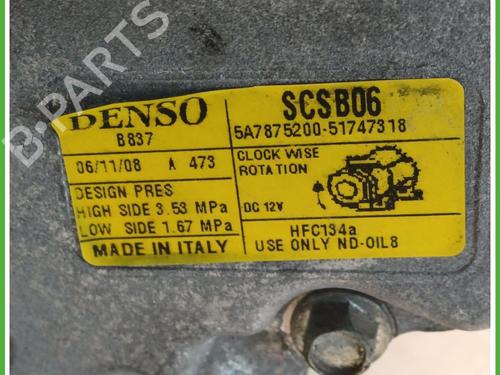 DENSO
B837
06/11/08 A 473
DESIGN PRES
HIGH SIDE 3.53 MPa
LOW SIDE 1.67 MPa
MADE IN ITALY
SCSB06
5A7875200-51747318
CLOCK WISE
ROTATION
DC 12V
HFC134a
USE ONLY ND-OIL8
B-PARTS